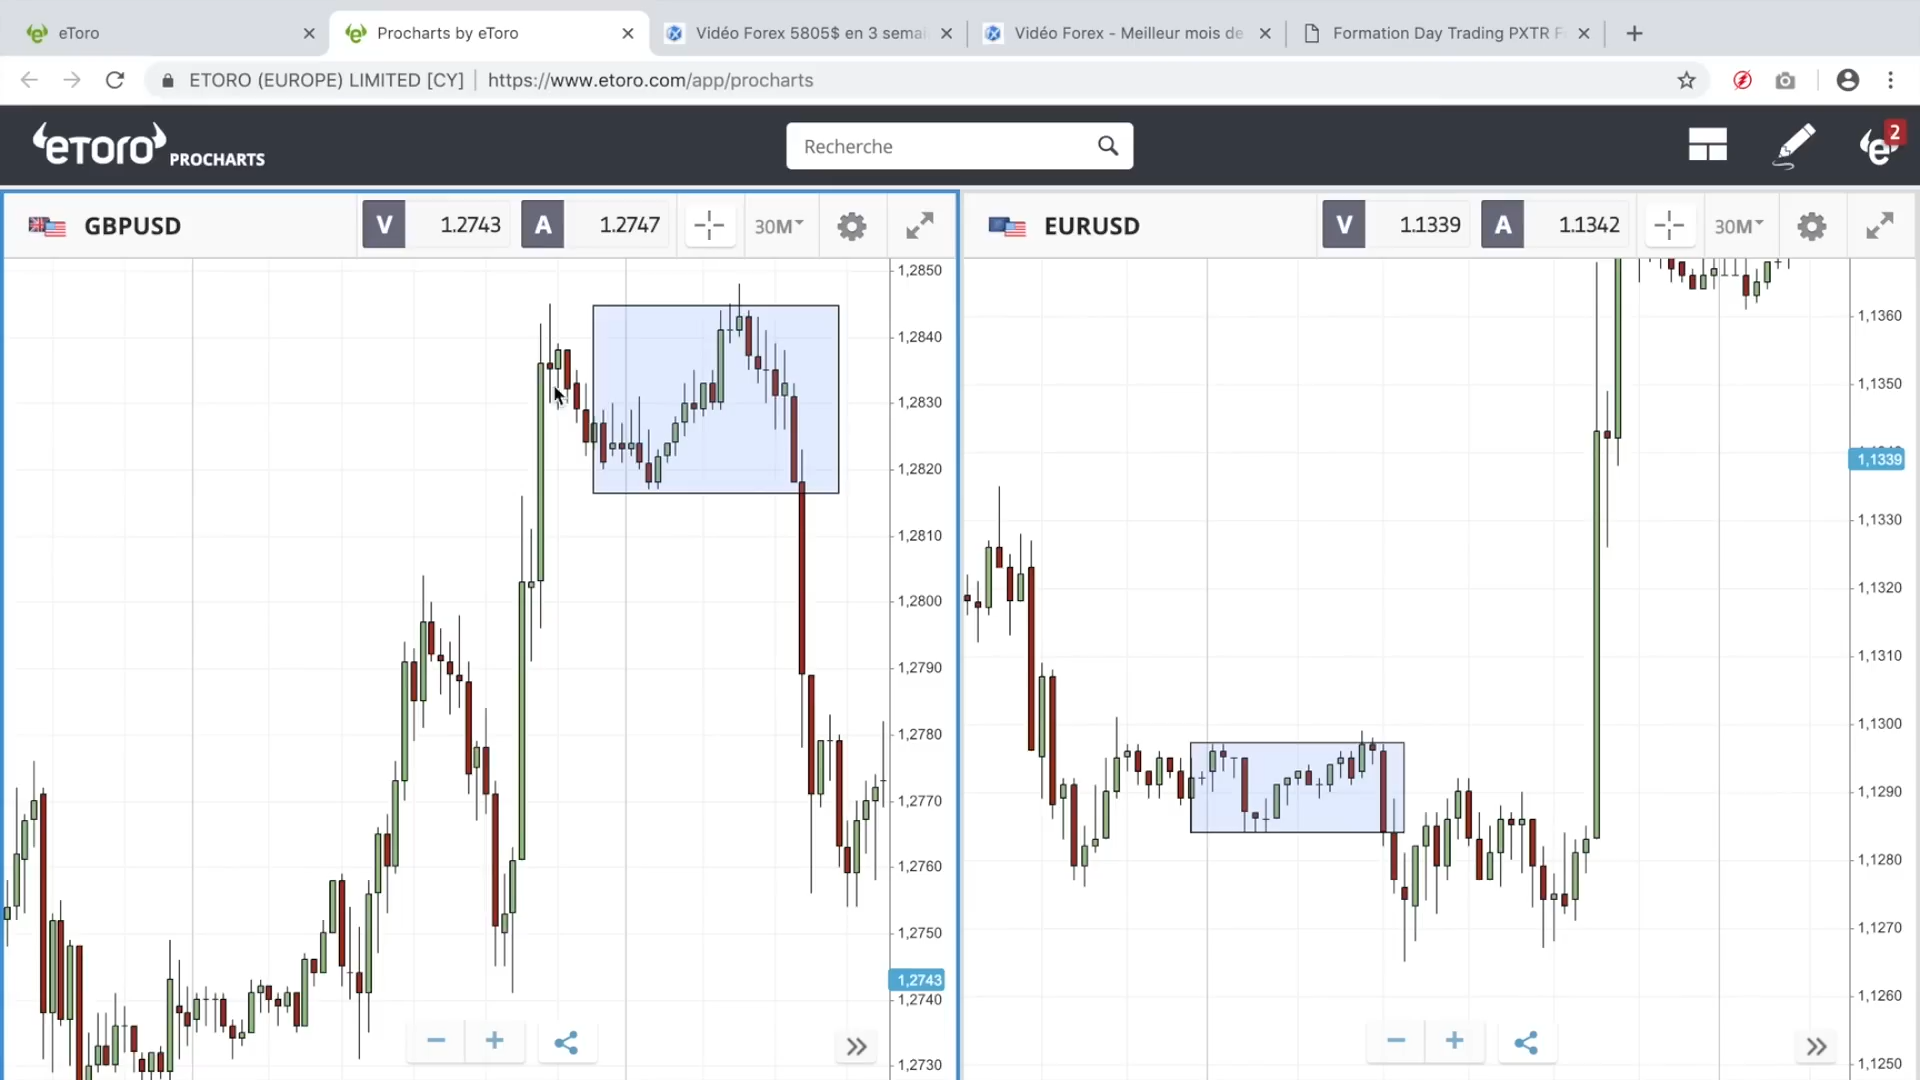 eToro
Procharts by eToro
Vidéo Forex 5805$ en 3 semai
Vidéo Forex - Meilleur mois de
Formation Day Trading PXTR F
ETORO (EUROPE) LIMITED [CY]
https://www.etoro.com/app/procharts
eTORO PROCHARTS
Recherche
2
GBPUSD
V 1.2743
A 1.2747
30M
EURUSD
V 1.1339
A 1.1342
30M
1,2850
1,2840
1,2830
1,2820
1,2810
1,2800
1,2790
1,2780
1,2770
1,2760
1,2750
1,2743
1,2740
1,2730
1,1360
1,1350
1,1339
1,1330
1,1320
1,1310
1,1300
1,1290
1,1280
1,1270
1,1260
1,1250